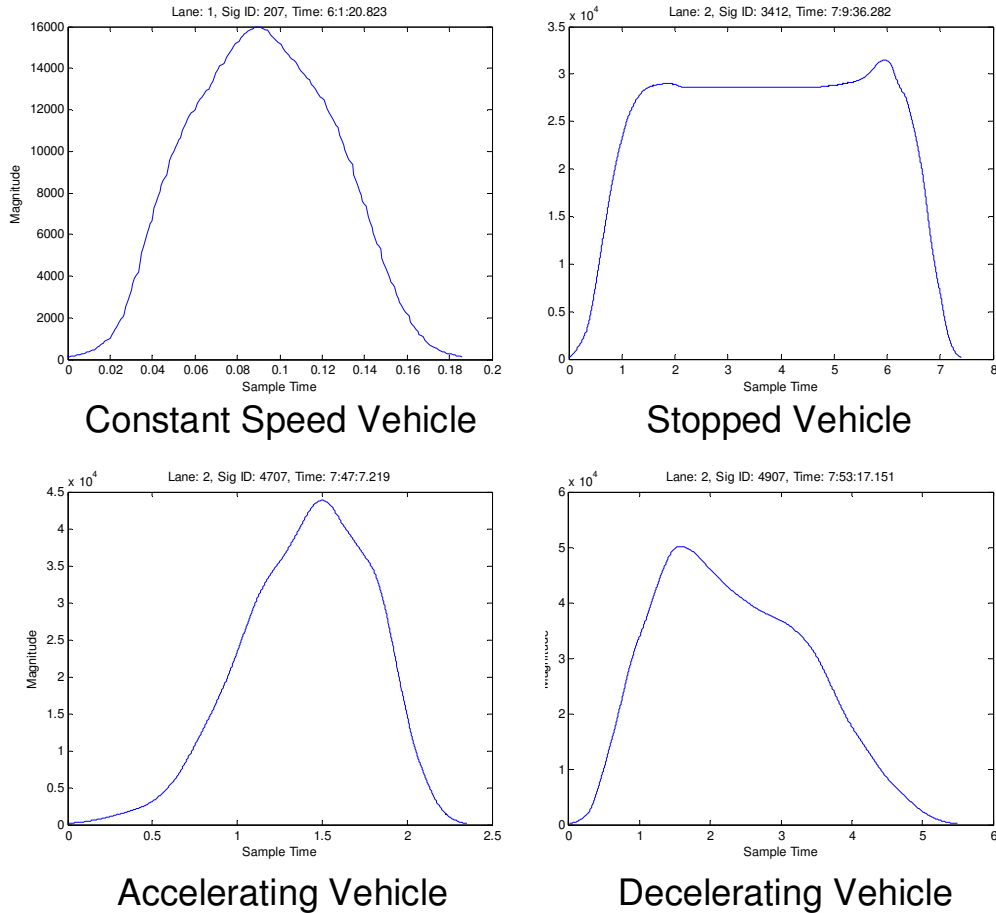 Lane: 1, Sig ID: 207, Time: 6:1:20.823
16000
14000
12000
10000
8000
6000
4000
2000
0
Magnitude
0 0.02 0.04 0.06 0.08 0.1 0.12 0.14 0.16 0.18 0.2
Sample Time
Constant Speed Vehicle
Lane: 2, Sig ID: 3412, Time: 7:9:36.282
x 10^4
3.5
3
2.5
2
1.5
1
0.5
0
0 1 2 3 4 5 6 7 8
Sample Time
Stopped Vehicle
Lane: 2, Sig ID: 4707, Time: 7:47:7.219
x 10^4
4.5
4
3.5
3
2.5
2
1.5
1
0.5
0
Magnitude
0 0.5 1 1.5 2 2.5
Sample Time
Accelerating Vehicle
Lane: 2, Sig ID: 4907, Time: 7:53:17.151
x 10^4
6
5
4
3
2
1
0
Magnitude
0 1 2 3 4 5 6
Sample Time
Decelerating Vehicle